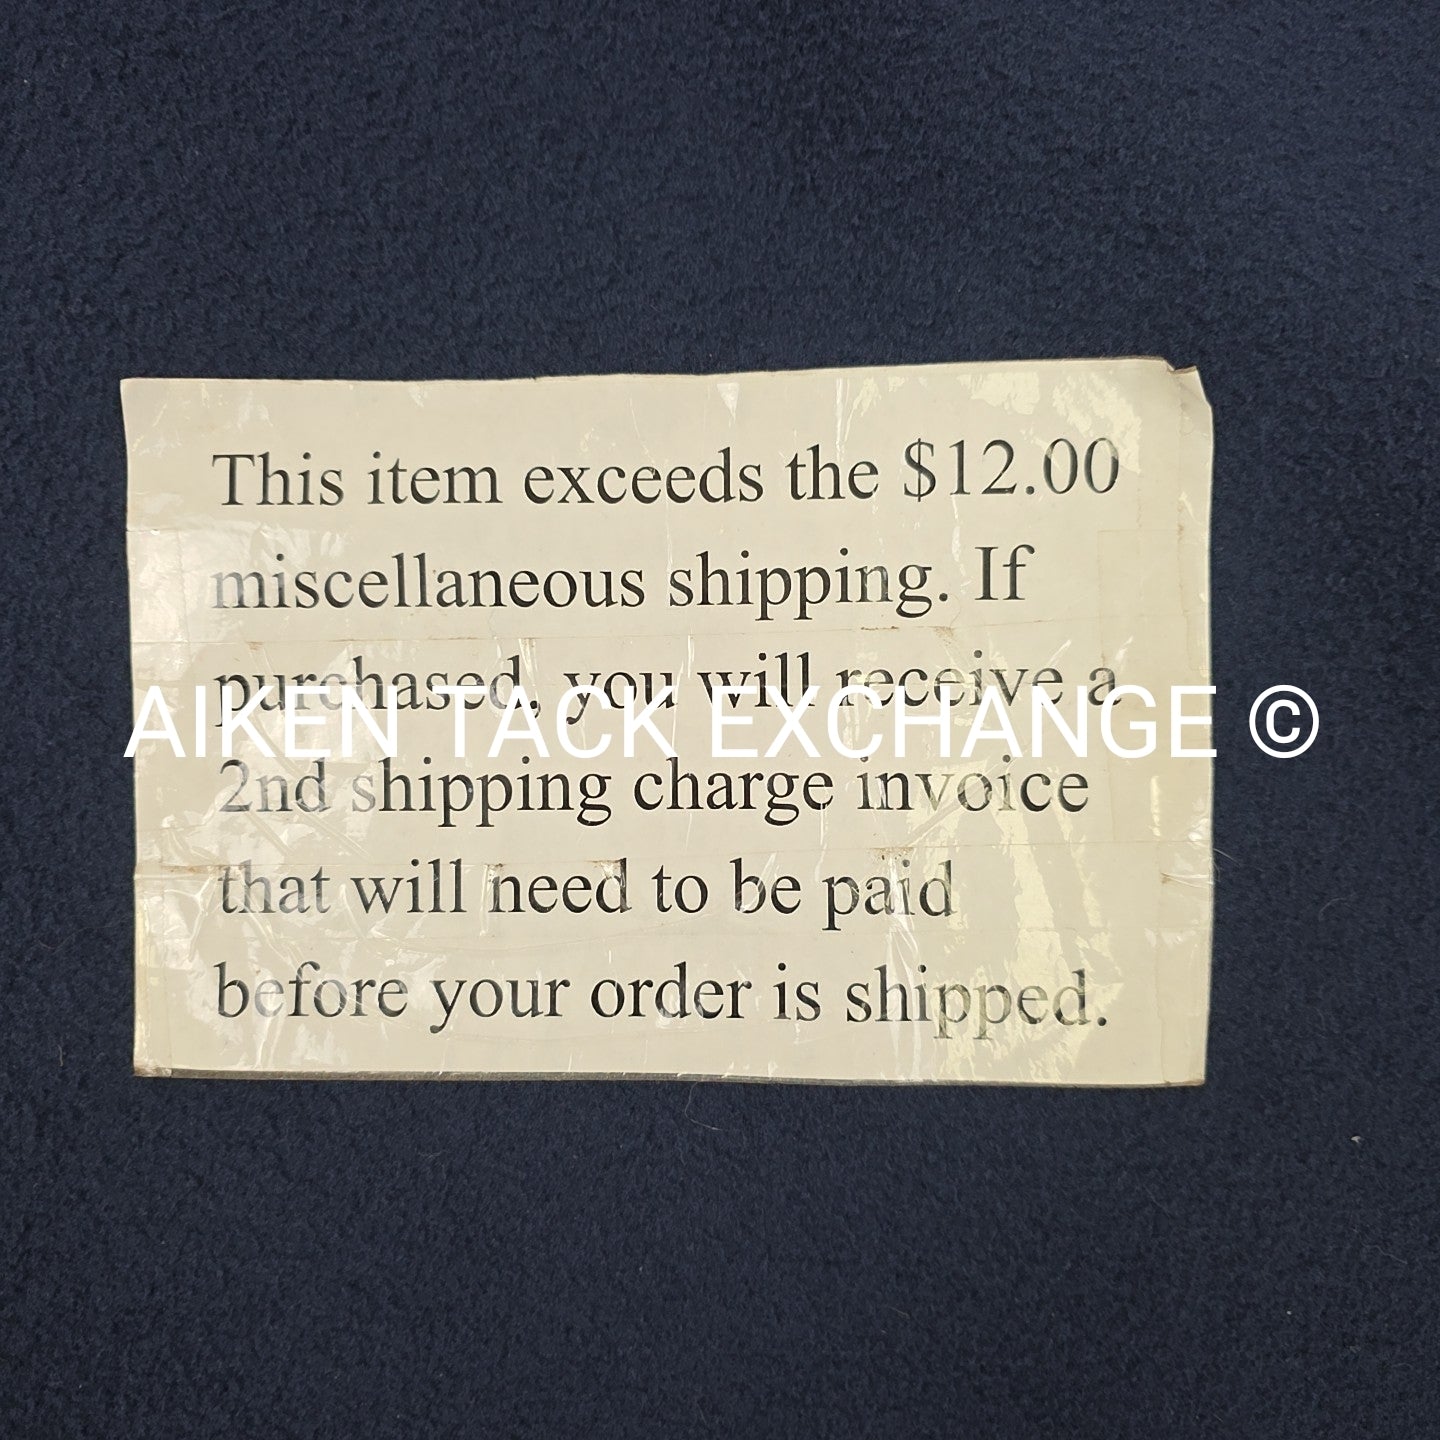 This item exceeds the $12.00
miscellaneous shipping. If
purchased, you will receive a
AIKEN TACK EXCHANGE ©
2nd shipping charge invoice
that will need to be paid
before your order is shipped.